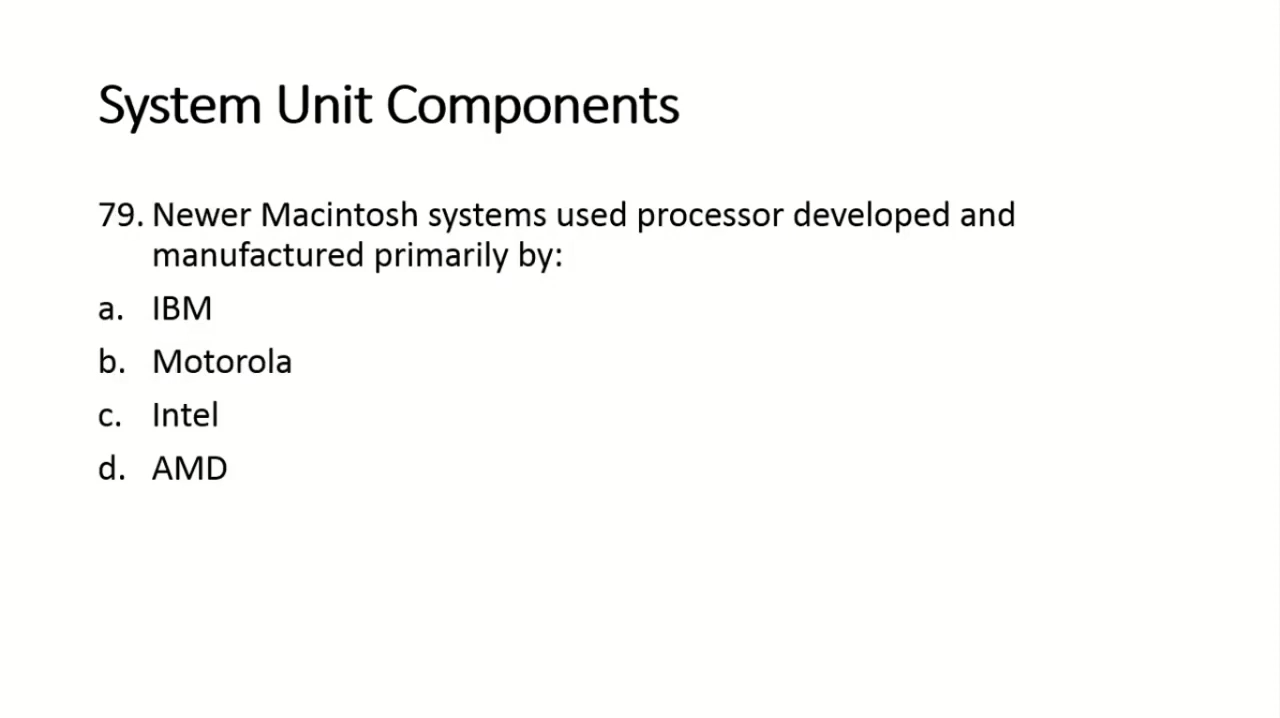 System Unit Components
79. Newer Macintosh systems used processor developed and
manufactured primarily by:
a. IBM
b. Motorola
c. Intel
d. AMD